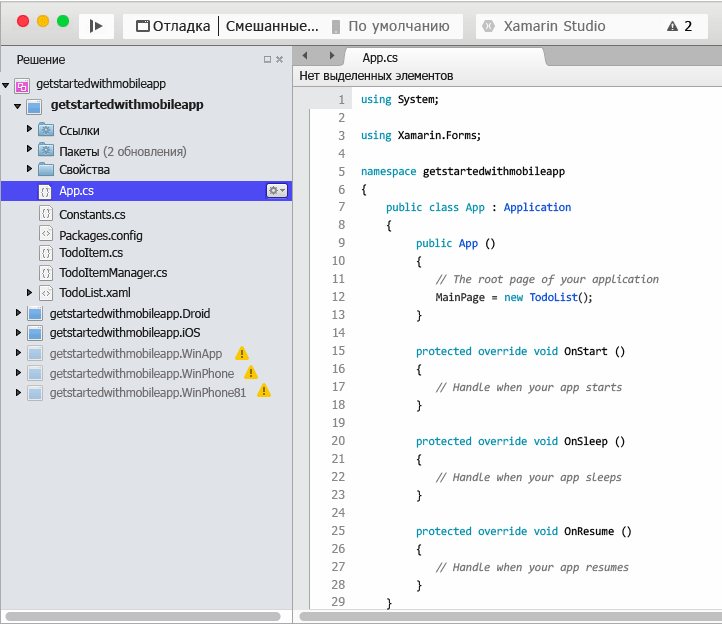 Отладка Смешанные... По умолчанию Xamarin Studio 2
Решение
getstartedwithmobileapp
getstartedwithmobileapp
Ссылки
Пакеты (2 обновления)
Свойства
App.cs
Constants.cs
Packages.config
TodoItem.cs
TodoItemManager.cs
TodoList.xaml
getstartedwithmobileapp.Droid
getstartedwithmobileapp.iOS
getstartedwithmobileapp.WinApp
getstartedwithmobileapp.WinPhone
getstartedwithmobileapp.WinPhone81
App.cs
Нет выделенных элементов
1 using System;
2
3 using Xamarin.Forms;
4
5 namespace getstartedwithmobileapp
6 {
7 public class App : Application
8 {
9 public App ()
10 {
11 // The root page of your application
12 MainPage = new TodoList();
13 }
14
15 protected override void OnStart ()
16 {
17 // Handle when your app starts
18 }
19
20 protected override void OnSleep ()
21 {
22 // Handle when your app sleeps
23 }
24
25 protected override void OnResume ()
26 {
27 // Handle when your app resumes
28 }
29 }